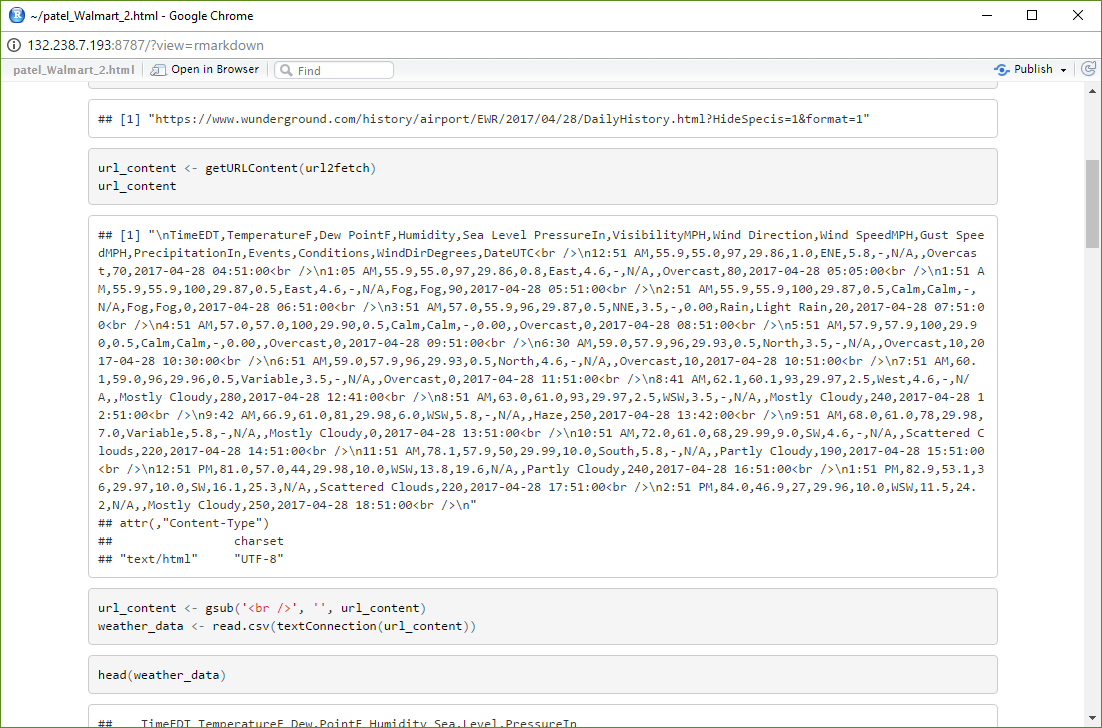 ~/patel_Walmart_2.html - Google Chrome
132.238.7.193:8787/?view=rmarkdown
patel_Walmart_2.html Open in Browser Find Publish
## [1] "https://www.wunderground.com/history/airport/EWR/2017/04/28/DailyHistory.html?HideSpecis=1&format=1"
url_content <- getURLContent(url2fetch)
url_content
## [1] "\nTimeEDT,TemperatureF,Dew PointF,Humidity,Sea Level PressureIn,VisibilityMPH,Wind Direction,Wind SpeedMPH,Gust Spee
dMPH,PrecipitationIn,Events,Conditions,WindDirDegrees,DateUTC<br />\n12:51 AM,55.9,55.0,97,29.86,1.0,ENE,5.8,-,N/A,,Overcas
t,70,2017-04-28 04:51:00<br />\n1:05 AM,55.9,55.0,97,29.86,0.8,East,4.6,-,N/A,,Overcast,80,2017-04-28 05:05:00<br />\n1:51 A
M,55.9,55.9,100,29.87,0.5,East,4.6,-,N/A,Fog,Fog,90,2017-04-28 05:51:00<br />\n2:51 AM,55.9,55.9,100,29.87,0.5,Calm,Calm,-,
N/A,Fog,Fog,0,2017-04-28 06:51:00<br />\n3:51 AM,57.0,55.9,96,29.87,0.5,NNE,3.5,-,0.00,Rain,Light Rain,20,2017-04-28 07:51:0
0<br />\n4:51 AM,57.0,57.0,100,29.90,0.5,Calm,Calm,-,0.00,,Overcast,0,2017-04-28 08:51:00<br />\n5:51 AM,57.9,57.9,100,29.9
0,0.5,Calm,Calm,-,0.00,,Overcast,0,2017-04-28 09:51:00<br />\n6:30 AM,59.0,57.9,96,29.93,0.5,North,3.5,-,N/A,,Overcast,10,20
17-04-28 10:30:00<br />\n6:51 AM,59.0,57.9,96,29.93,0.5,North,4.6,-,N/A,,Overcast,10,2017-04-28 10:51:00<br />\n7:51 AM,60.
1,59.0,96,29.96,0.5,Variable,3.5,-,N/A,,Overcast,0,2017-04-28 11:51:00<br />\n8:41 AM,62.1,60.1,93,29.97,2.5,West,4.6,-,N/
A,,Mostly Cloudy,280,2017-04-28 12:41:00<br />\n8:51 AM,63.0,61.0,93,29.97,2.5,WSW,3.5,-,N/A,,Mostly Cloudy,240,2017-04-28 1
2:51:00<br />\n9:42 AM,66.9,61.0,81,29.98,6.0,WSW,5.8,-,N/A,,Haze,250,2017-04-28 13:42:00<br />\n9:51 AM,68.0,61.0,78,29.98,
7.0,Variable,5.8,-,N/A,,Mostly Cloudy,0,2017-04-28 13:51:00<br />\n10:51 AM,72.0,61.0,68,29.99,9.0,SW,4.6,-,N/A,,Scattered C
louds,220,2017-04-28 14:51:00<br />\n11:51 AM,78.1,57.9,50,29.99,10.0,South,5.8,-,N/A,,Partly Cloudy,190,2017-04-28 15:51:00
<br />\n12:51 PM,81.0,57.0,44,29.98,10.0,WSW,13.8,19.6,N/A,,Partly Cloudy,240,2017-04-28 16:51:00<br />\n1:51 PM,82.9,53.1,3
6,29.97,10.0,SW,16.1,25.3,N/A,,Scattered Clouds,220,2017-04-28 17:51:00<br />\n2:51 PM,84.0,46.9,27,29.96,10.0,WSW,11.5,24.
2,N/A,,Mostly Cloudy,250,2017-04-28 18:51:00<br />\n"
## attr(,"Content-Type")
## charset
## "text/html" "UTF-8"
url_content <- gsub('<br />', '', url_content)
weather_data <- read.csv(textConnection(url_content))
head(weather_data)
## TimeEDT TemperatureF Dew.PointF Humidity Sea.Level.PressureIn